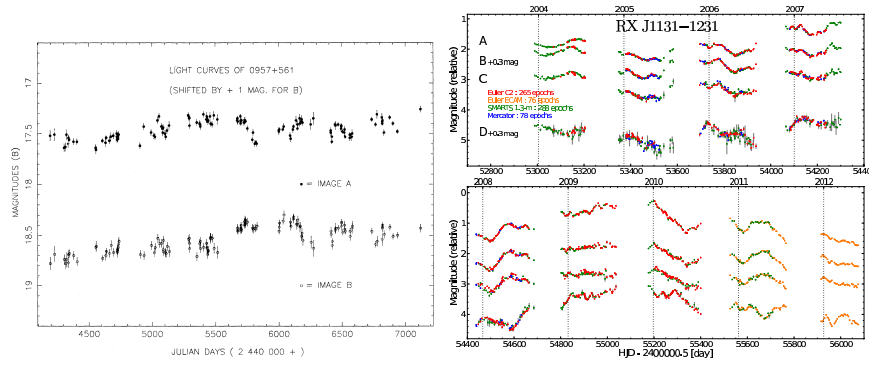 LIGHT CURVES OF 0957+561
(SHIFTED BY + 1 MAG. FOR B)
MAGNITUDES (B)
17
17.5
18
18.5
19
• = IMAGE A
○ = IMAGE B
4500 5000 5500 6000 6500 7000
JULIAN DAYS ( 2 440 000 + )
2004 2005 2006 2007
RX J1131−1231
Magnitude (relative)
1
2
3
4
5
A
B +0.3 mag
C
Euler C2 : 265 epochs
Euler ECAM : 76 epochs
SMARTS 1.3-m : 288 epochs
Mercator : 78 epochs
D +0.3 mag
52800 53000 53200 53400 53600 53800 54000 54200 5440
2008 2009 2010 2011 2012
Magnitude (relative)
0
1
2
3
4
54400 54600 54800 55000 55200 55400 55600 55800 56000
HJD - 2400000.5 [day]